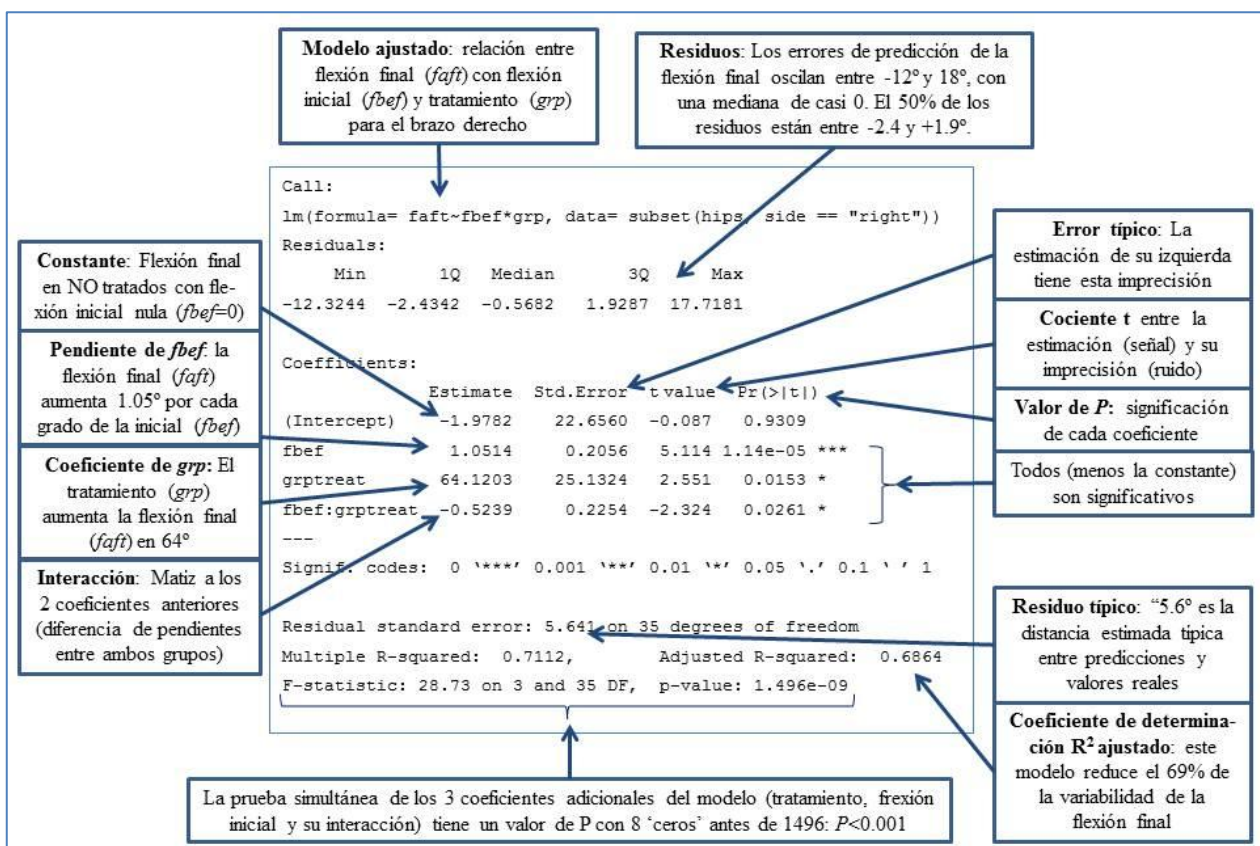 Modelo ajustado: relación entre
flexión final (faft) con flexión
inicial (fbef) y tratamiento (grp)
para el brazo derecho
Residuos: Los errores de predicción de la
flexión final oscilan entre -12º y 18º, con
una mediana de casi 0. El 50% de los
residuos están entre -2.4 y +1.9º.
Call:
lm(formula= faft~fbef*grp, data= subset(hips, side == "right"))
Residuals:
Min 1Q Median 3Q Max
-12.3244 -2.4342 -0.5682 1.9287 17.7181
Coefficients:
Estimate Std.Error t value Pr(>|t|)
(Intercept) -1.9782 22.6560 -0.087 0.9309
fbef 1.0514 0.2056 5.114 1.14e-05 ***
grptreat 64.1203 25.1324 2.551 0.0153 *
fbef:grptreat -0.5239 0.2254 -2.324 0.0261 *
---
Signif. codes: 0 '***' 0.001 '**' 0.01 '*' 0.05 '.' 0.1 ' ' 1
Residual standard error: 5.641 on 35 degrees of freedom
Multiple R-squared: 0.7112, Adjusted R-squared: 0.6864
F-statistic: 28.73 on 3 and 35 DF, p-value: 1.496e-09
Constante: Flexión final
en NO tratados con fle-
xión inicial nula (fbef=0)
Pendiente de fbef: la
flexión final (faft)
aumenta 1.05º por cada
grado de la inicial (fbef)
Coeficiente de grp: El
tratamiento (grp)
aumenta la flexión final
(faft) en 64º
Interacción: Matiz a los
2 coeficientes anteriores
(diferencia de pendientes
entre ambos grupos)
Error típico: La
estimación de su izquierda
tiene esta imprecisión
Cociente t entre la
estimación (señal) y su
imprecisión (ruido)
Valor de P: significación
de cada coeficiente
Todos (menos la constante)
son significativos
Residuo típico: "5.6º es la
distancia estimada típica
entre predicciones y
valores reales
Coeficiente de determina-
ción R² ajustado: este
modelo reduce el 69% de
la variabilidad de la
flexión final
La prueba simultánea de los 3 coeficientes adicionales del modelo (tratamiento, frexión
inicial y su interacción) tiene un valor de P con 8 'ceros' antes de 1496: P<0.001